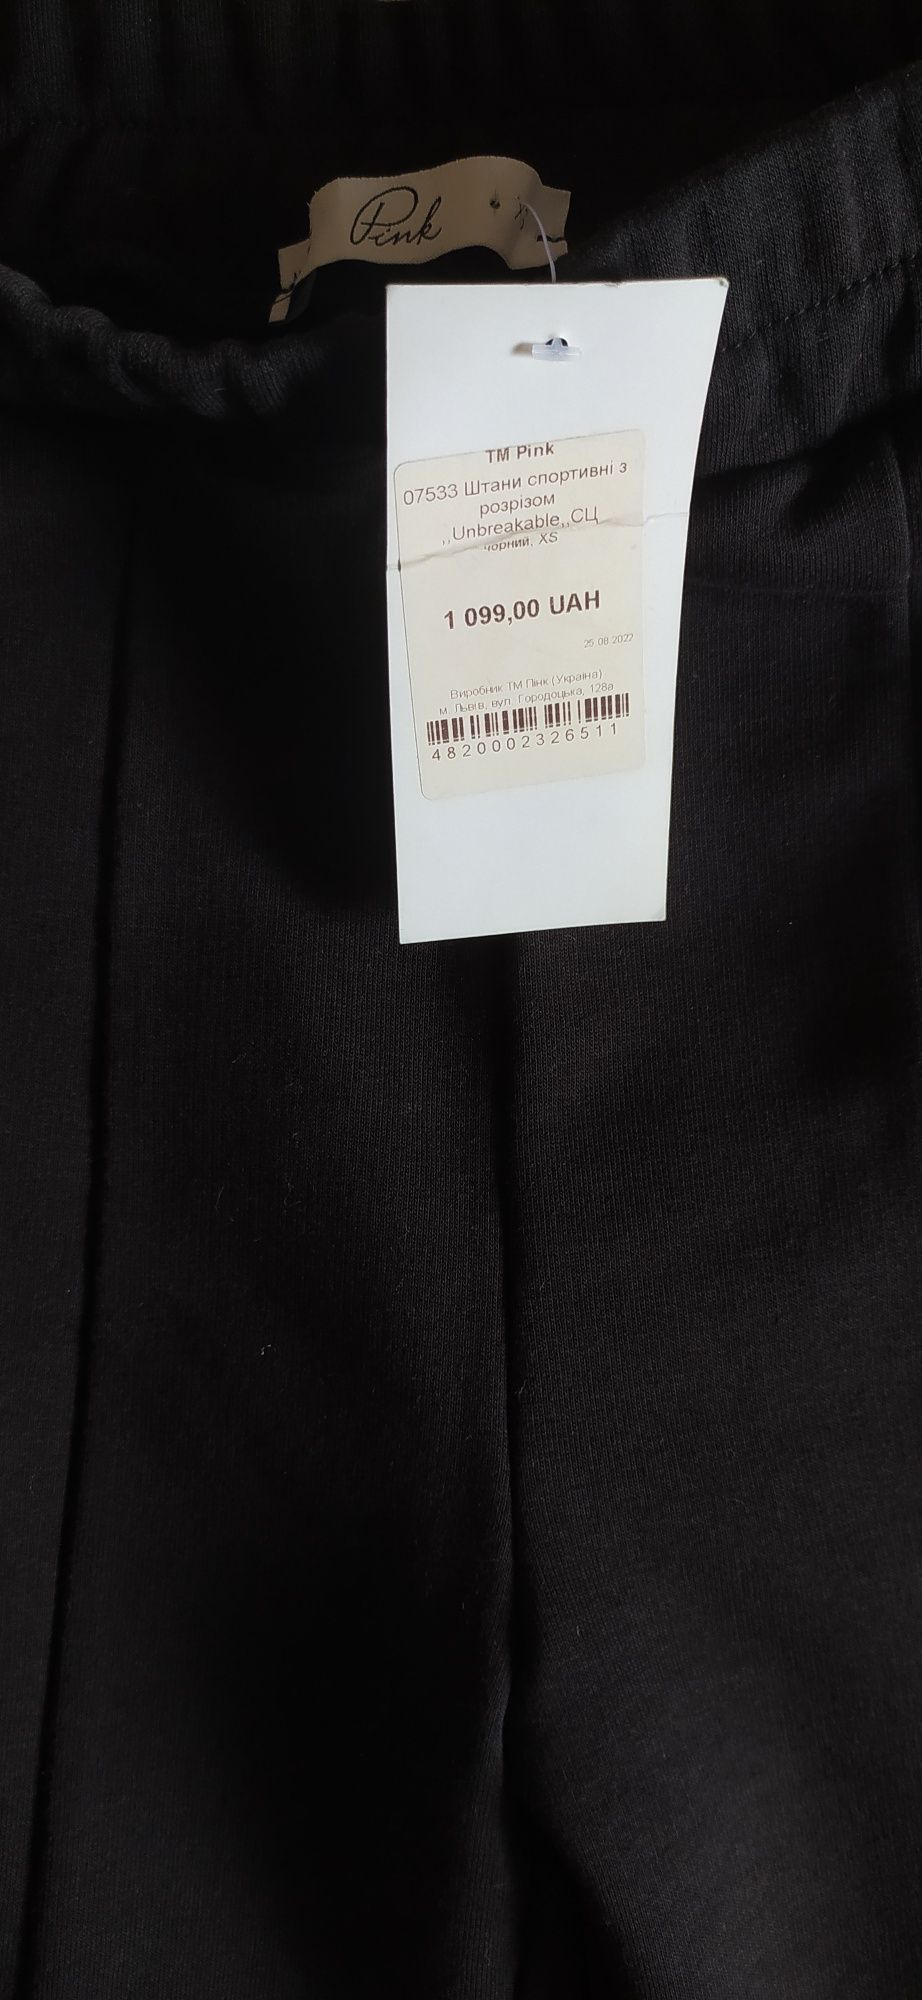 Pink
XS
TM Pink
07533 Штани спортивні з
розрізом
,,Unbreakable,,СЦ
чорний, XS
1 099,00 UAH
25.08.2022
Виробник ТМ Пінк (Україна)
м. Львів, вул. Городоцька, 128а
4820002326511